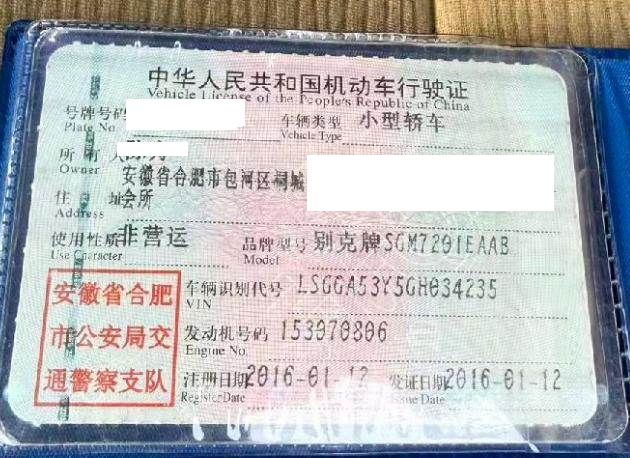 中华人民共和国机动车行驶证
Vehicle License of the People's Republic of China
号牌号码
Plate No
车辆类型 小型轿车
Vehicle Type
所有人
Owner
安徽省合肥市包河区桐城
住 址 会所
Address
使用性质 非营运
Use Character
品牌型号 别克牌SGM7201EAAB
Model
安徽省合肥
市公安局交
通警察支队
车辆识别代号 LSGGA53Y5GH034235
VIN
发动机号码 153070806
Engine No.
注册日期 2016-01-12
Register Date
发证日期 2016-01-12
Issue Date